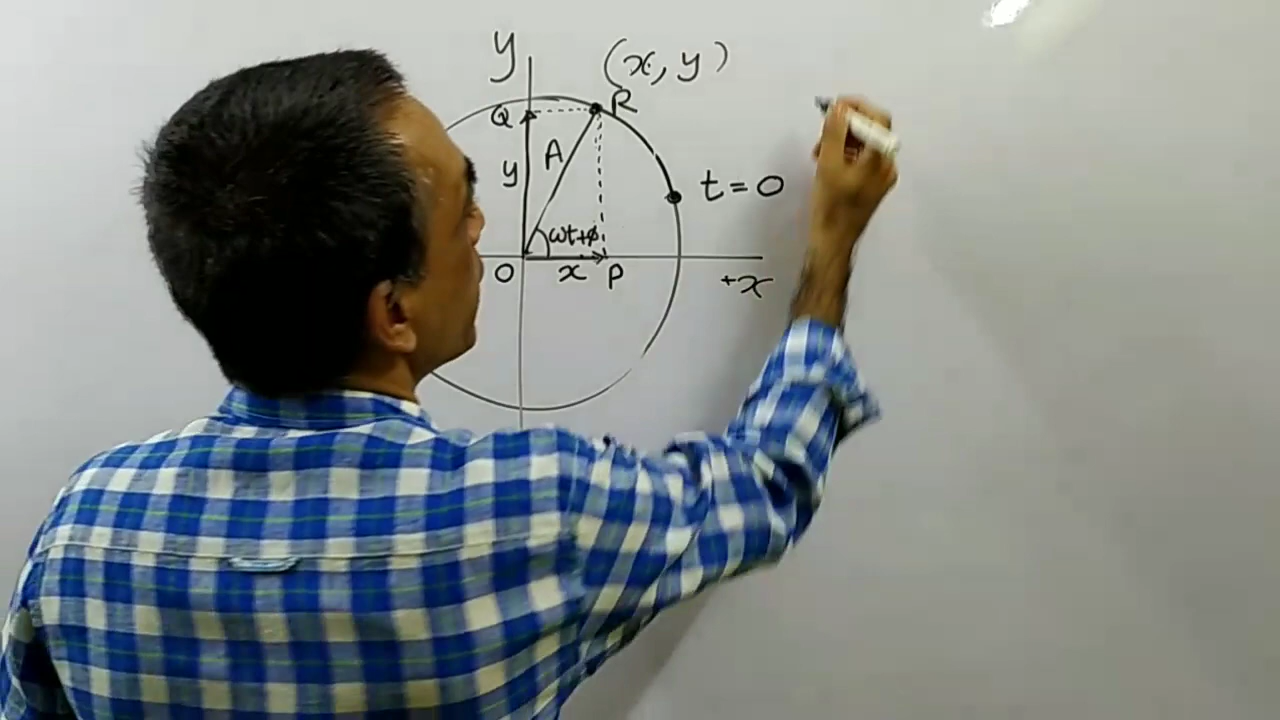 y
(x, y)
Q
R
A
y
t = 0
ωt+φ
O
x
P
+x